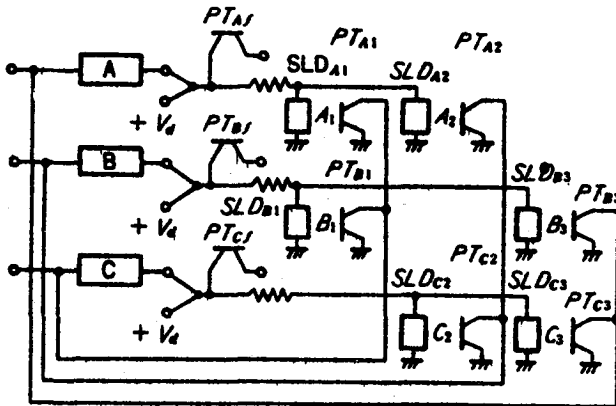 PTAf
PTA1
PTA2
SLDA1
SLDA2
A
A1
A2
+ Vd
PTBf
PTB1
SLDB3
B
PTB3
SLDB1
B1
B3
+ Vd
PTCf
PTC2
SLDC2
SLDC3
C
PTC3
C2
C3
+ Vd